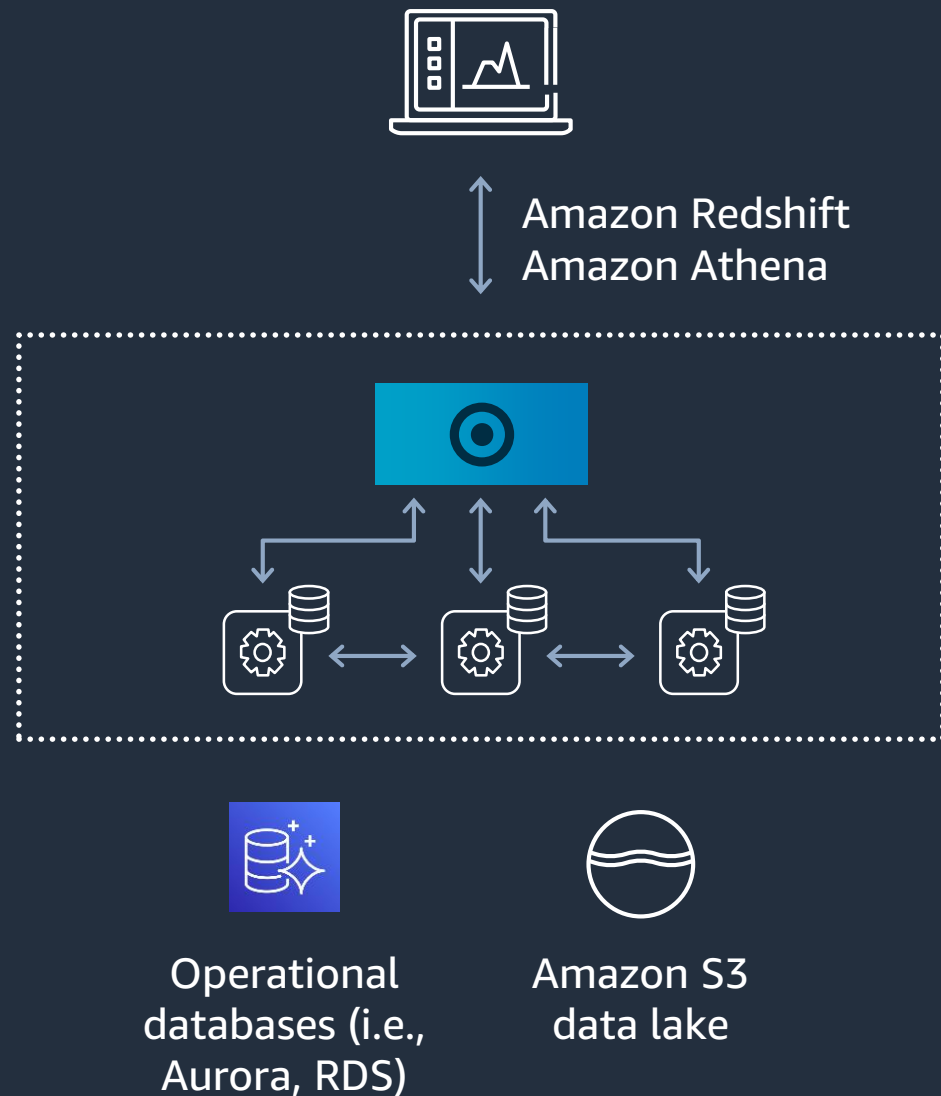 Amazon Redshift
Amazon Athena
Operational
databases (i.e.,
Aurora, RDS)
Amazon S3
data lake